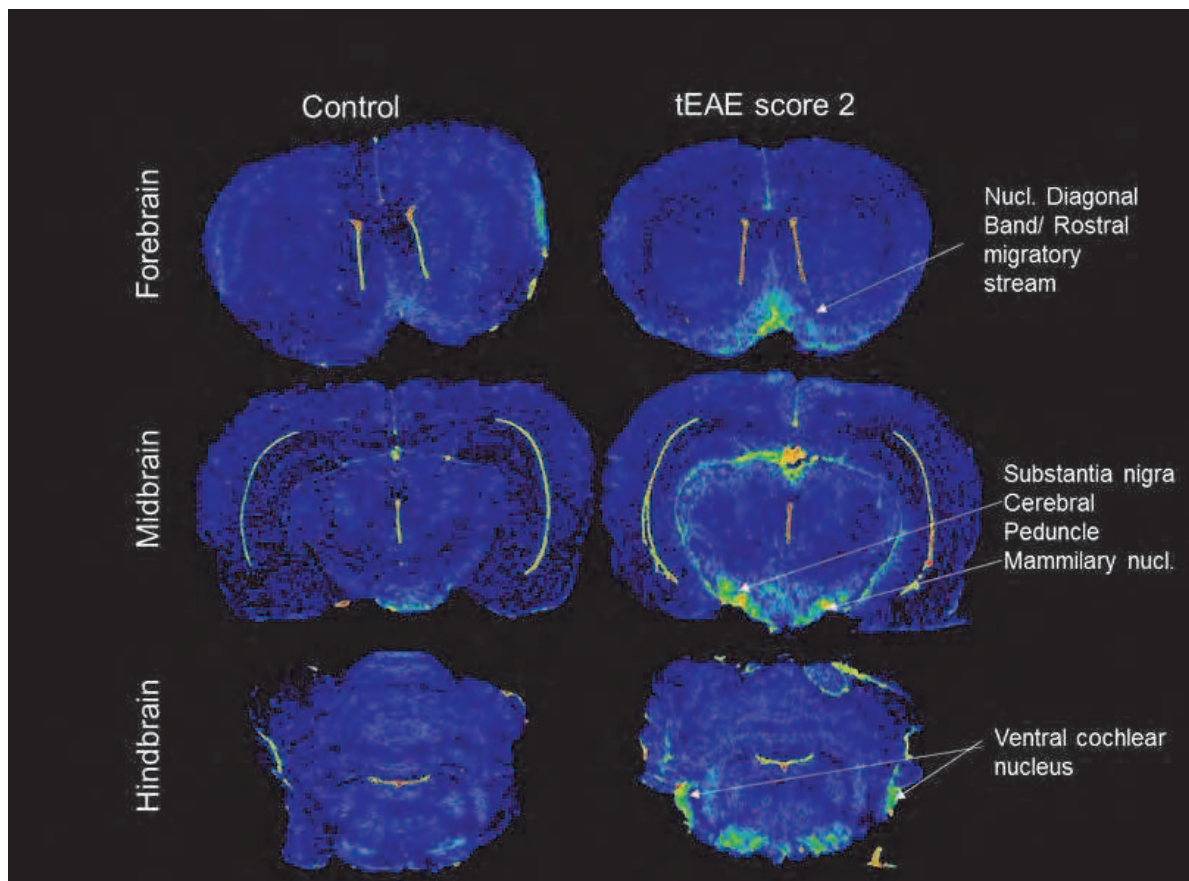 Control
tEAE score 2
Forebrain
Nucl. Diagonal
Band/ Rostral
migratory
stream
Midbrain
Substantia nigra
Cerebral
Peduncle
Mammilary nucl.
Hindbrain
Ventral cochlear
nucleus